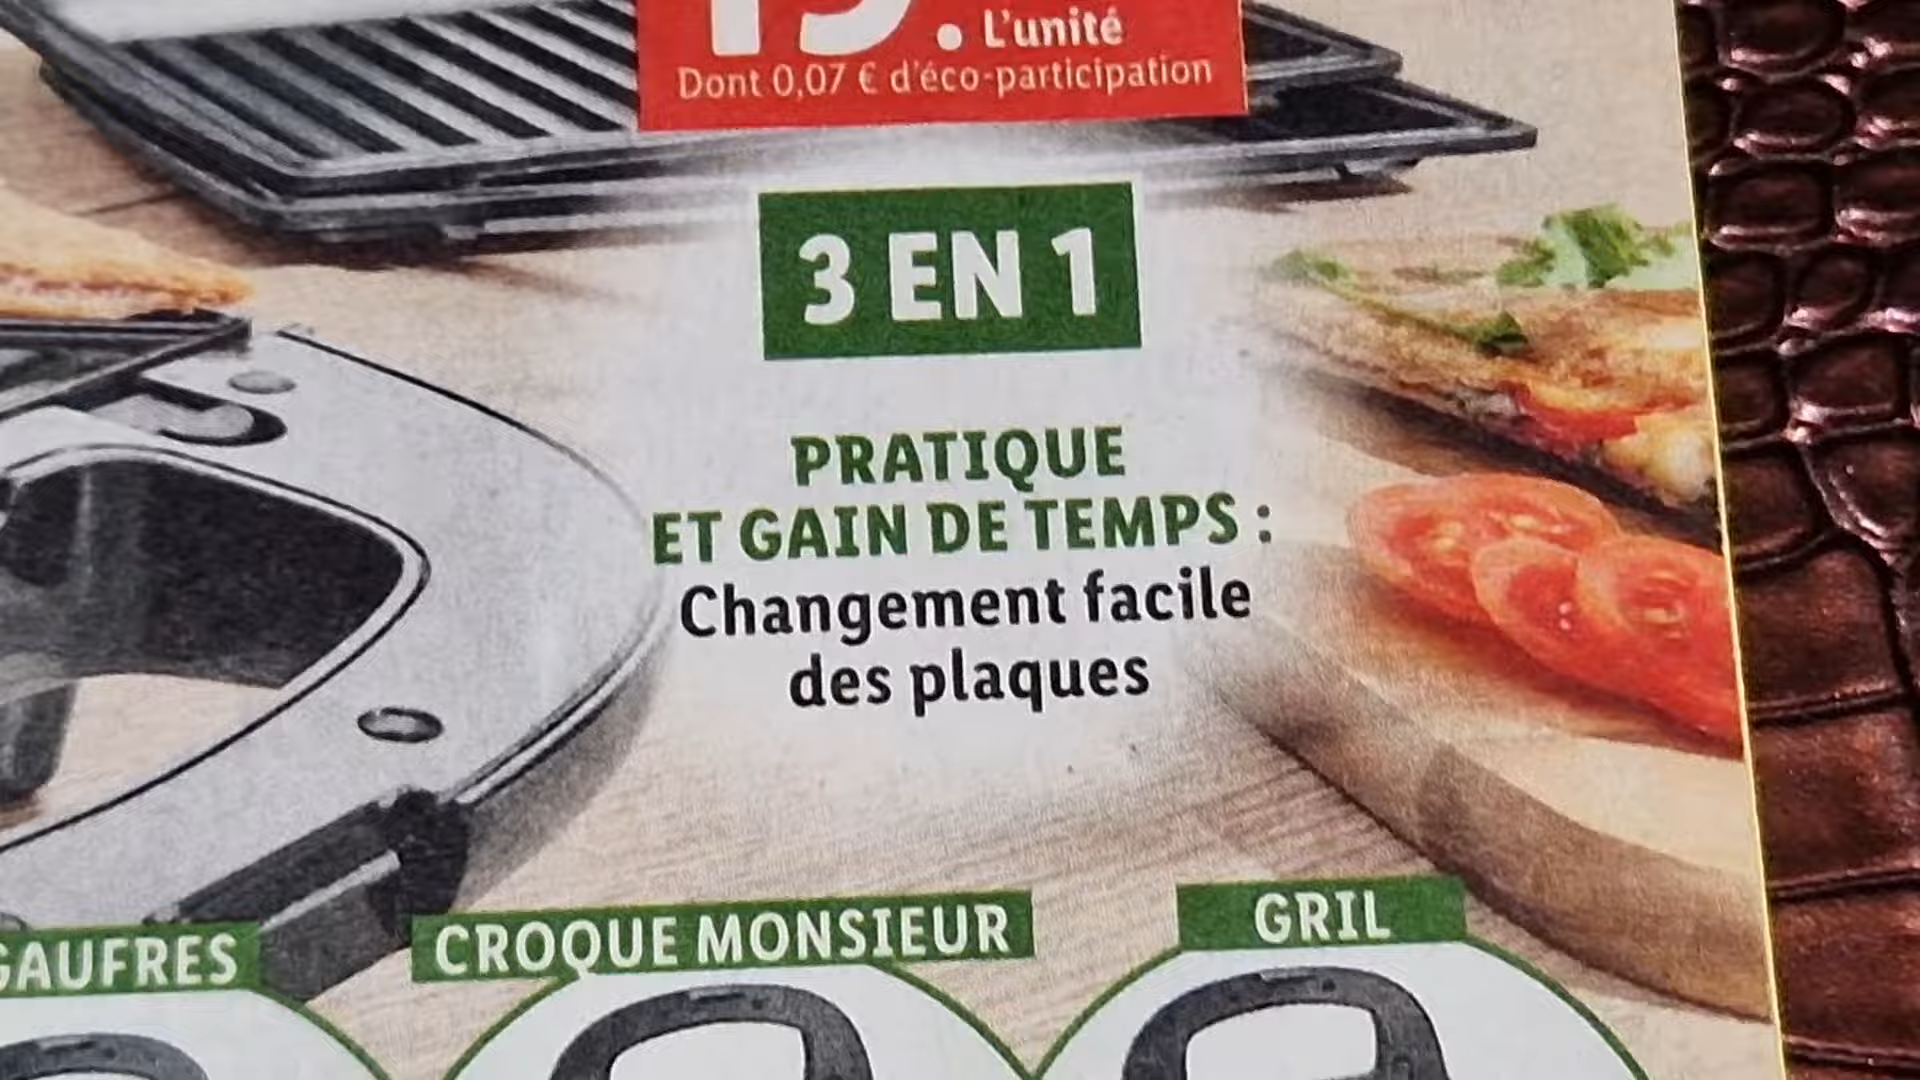 L'unité
Dont 0,07 € d'éco-participation
3 EN 1
PRATIQUE
ET GAIN DE TEMPS :
Changement facile
des plaques
GAUFRES
CROQUE MONSIEUR
GRIL